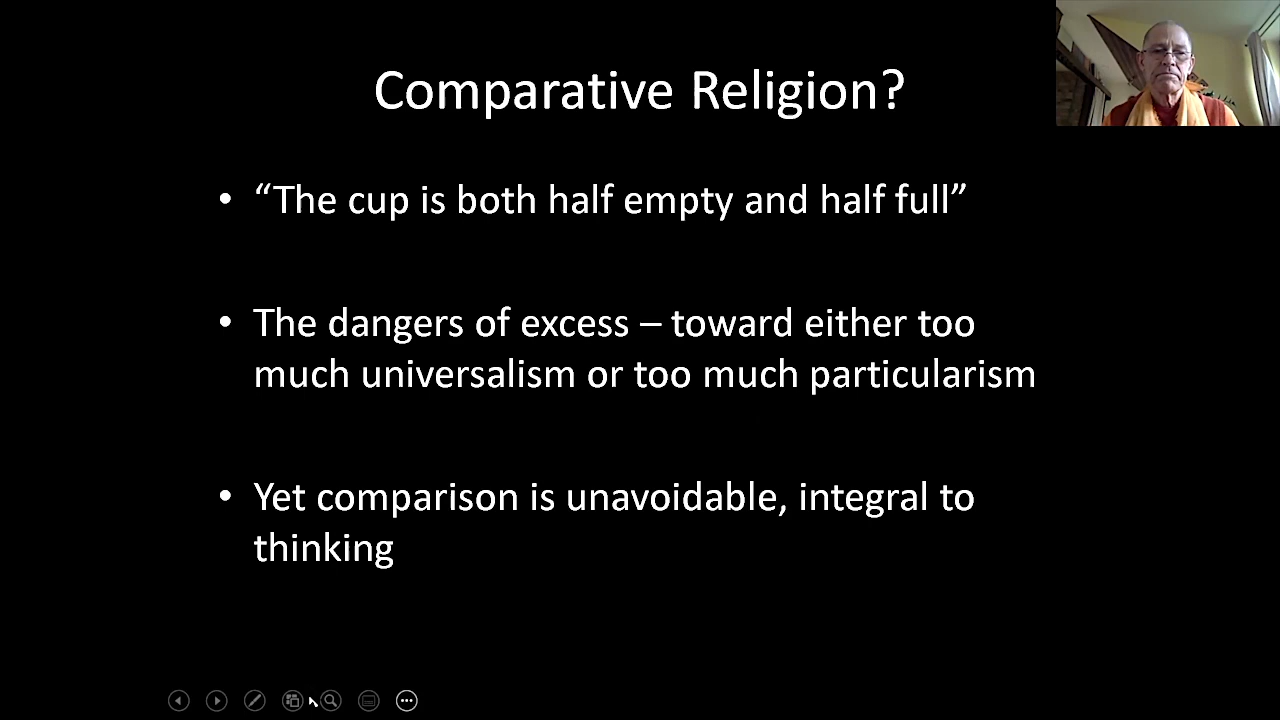 Comparative Religion?
• “The cup is both half empty and half full”
• The dangers of excess – toward either too
much universalism or too much particularism
• Yet comparison is unavoidable, integral to
thinking